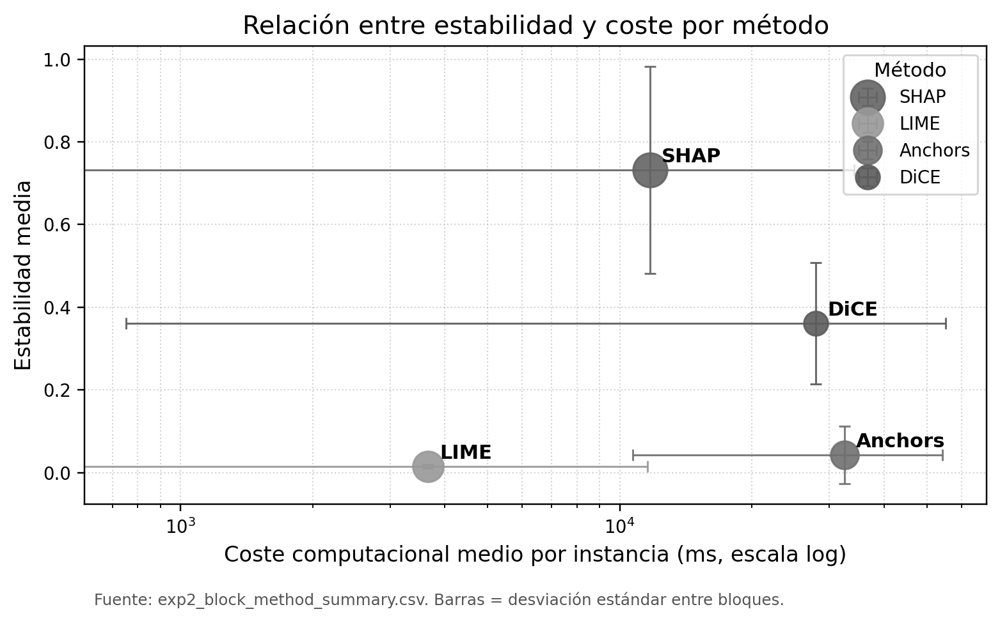 Relación entre estabilidad y coste por método
Estabilidad media
1.0
0.8
0.6
0.4
0.2
0.0
Método
SHAP
LIME
Anchors
DiCE
SHAP
DiCE
Anchors
LIME
10³
10⁴
Coste computacional medio por instancia (ms, escala log)
Fuente: exp2_block_method_summary.csv. Barras = desviación estándar entre bloques.